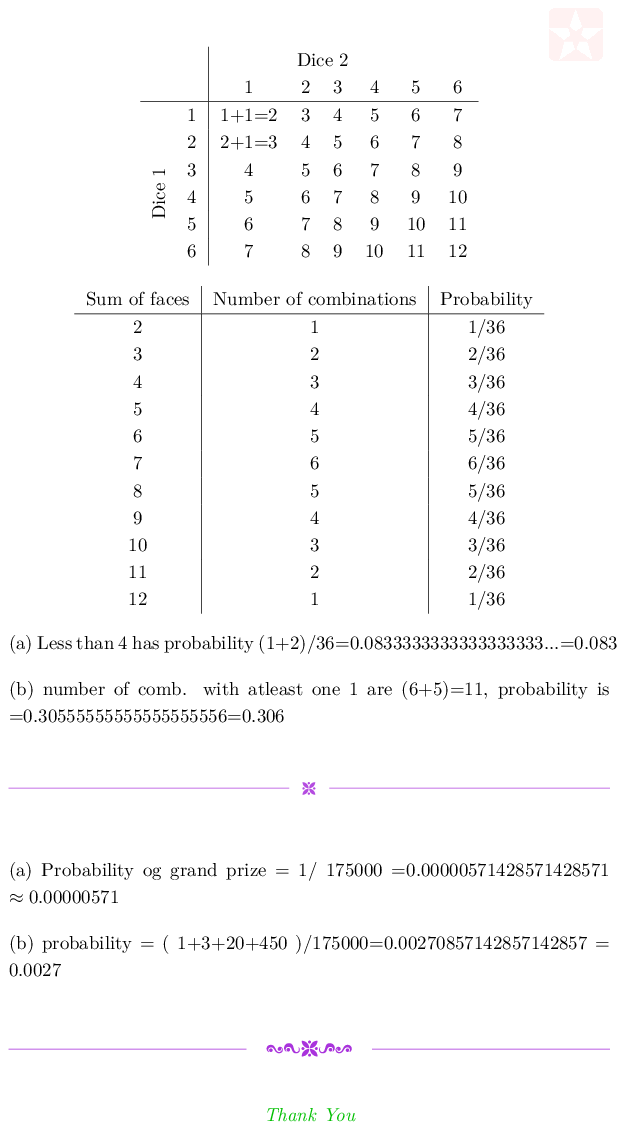 Dice 2
1 2 3 4 5 6
Dice 1
1 1+1=2 3 4 5 6 7
2 2+1=3 4 5 6 7 8
3 4 5 6 7 8 9
4 5 6 7 8 9 10
5 6 7 8 9 10 11
6 7 8 9 10 11 12
Sum of faces Number of combinations Probability
2 1 1/36
3 2 2/36
4 3 3/36
5 4 4/36
6 5 5/36
7 6 6/36
8 5 5/36
9 4 4/36
10 3 3/36
11 2 2/36
12 1 1/36
(a) Less than 4 has probability (1+2)/36=0.0833333333333333333...=0.083
(b) number of comb. with atleast one 1 are (6+5)=11, probability is
=0.30555555555555555556=0.306
(a) Probability og grand prize = 1/ 175000 =0.00000571428571428571
≈ 0.00000571
(b) probability = ( 1+3+20+450 )/175000=0.00270857142857142857 =
0.0027
Thank You